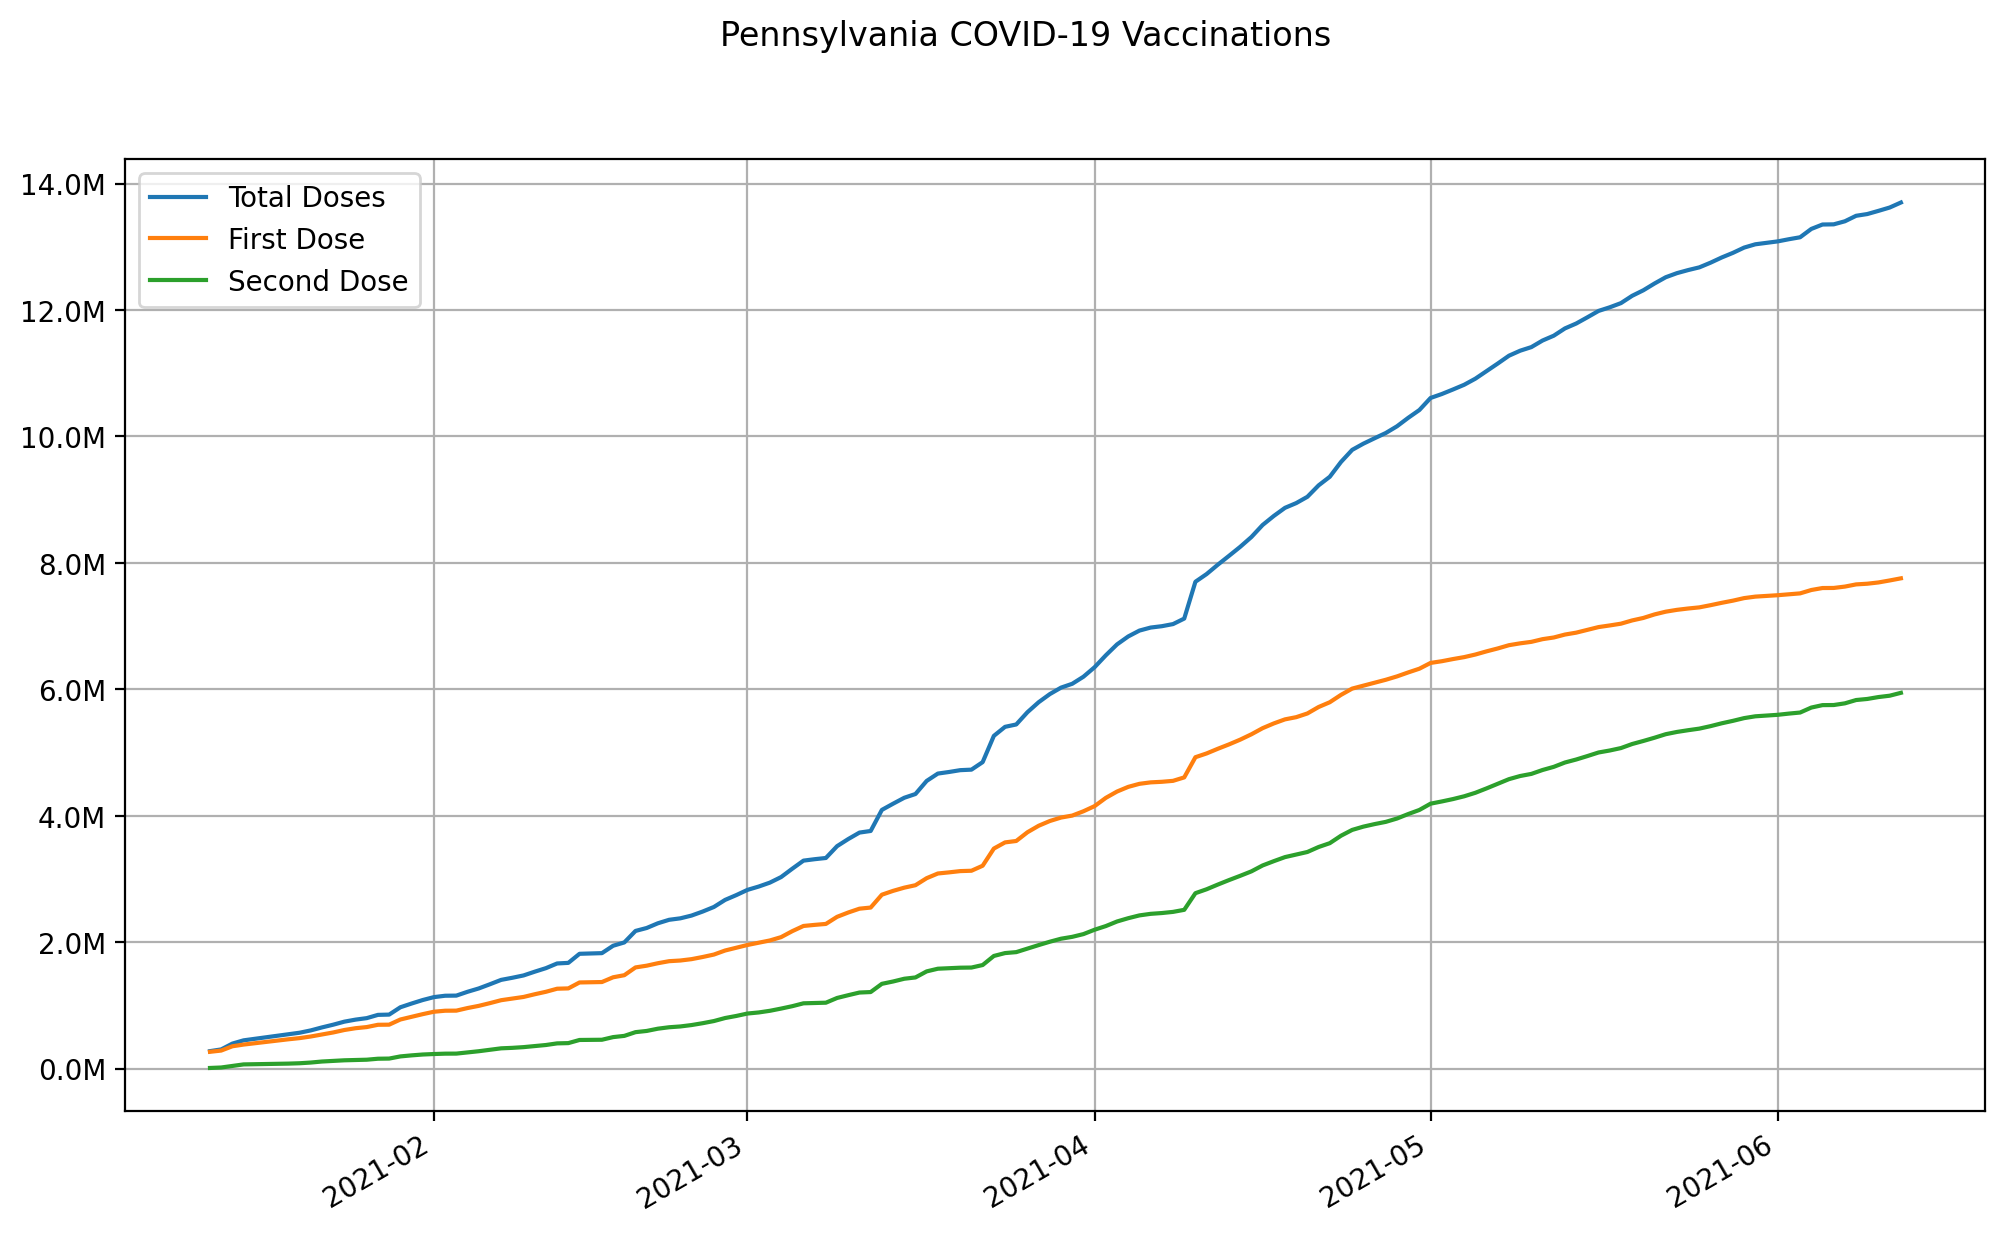 Pennsylvania COVID-19 Vaccinations
14.0M
12.0M
10.0M
8.0M
6.0M
4.0M
2.0M
0.0M
Total Doses
First Dose
Second Dose
2021-02
2021-03
2021-04
2021-05
2021-06